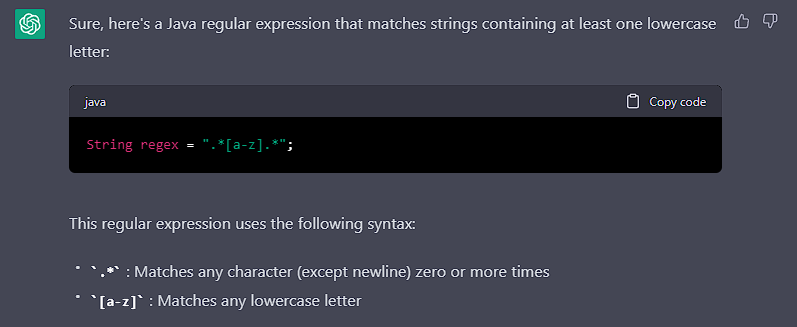 Sure, here's a Java regular expression that matches strings containing at least one lowercase
letter:
java
Copy code
String regex = ".*[a-z].*";
This regular expression uses the following syntax:
• `.*` : Matches any character (except newline) zero or more times
• `[a-z]` : Matches any lowercase letter